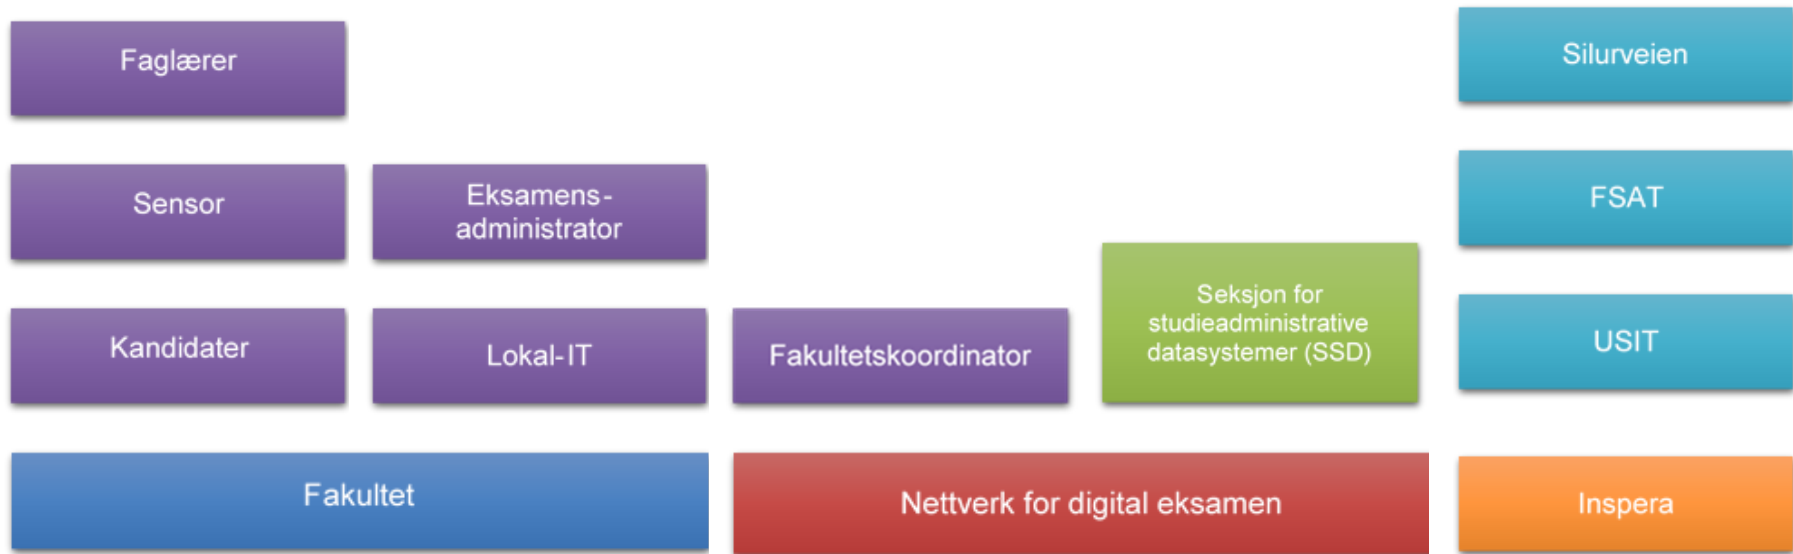 Faglærer
Silurveien
Sensor
Eksamens-
administrator
FSAT
Kandidater
Lokal-IT
Fakultetskoordinator
Seksjon for
studieadministrative
datasystemer (SSD)
USIT
Fakultet
Nettverk for digital eksamen
Inspera